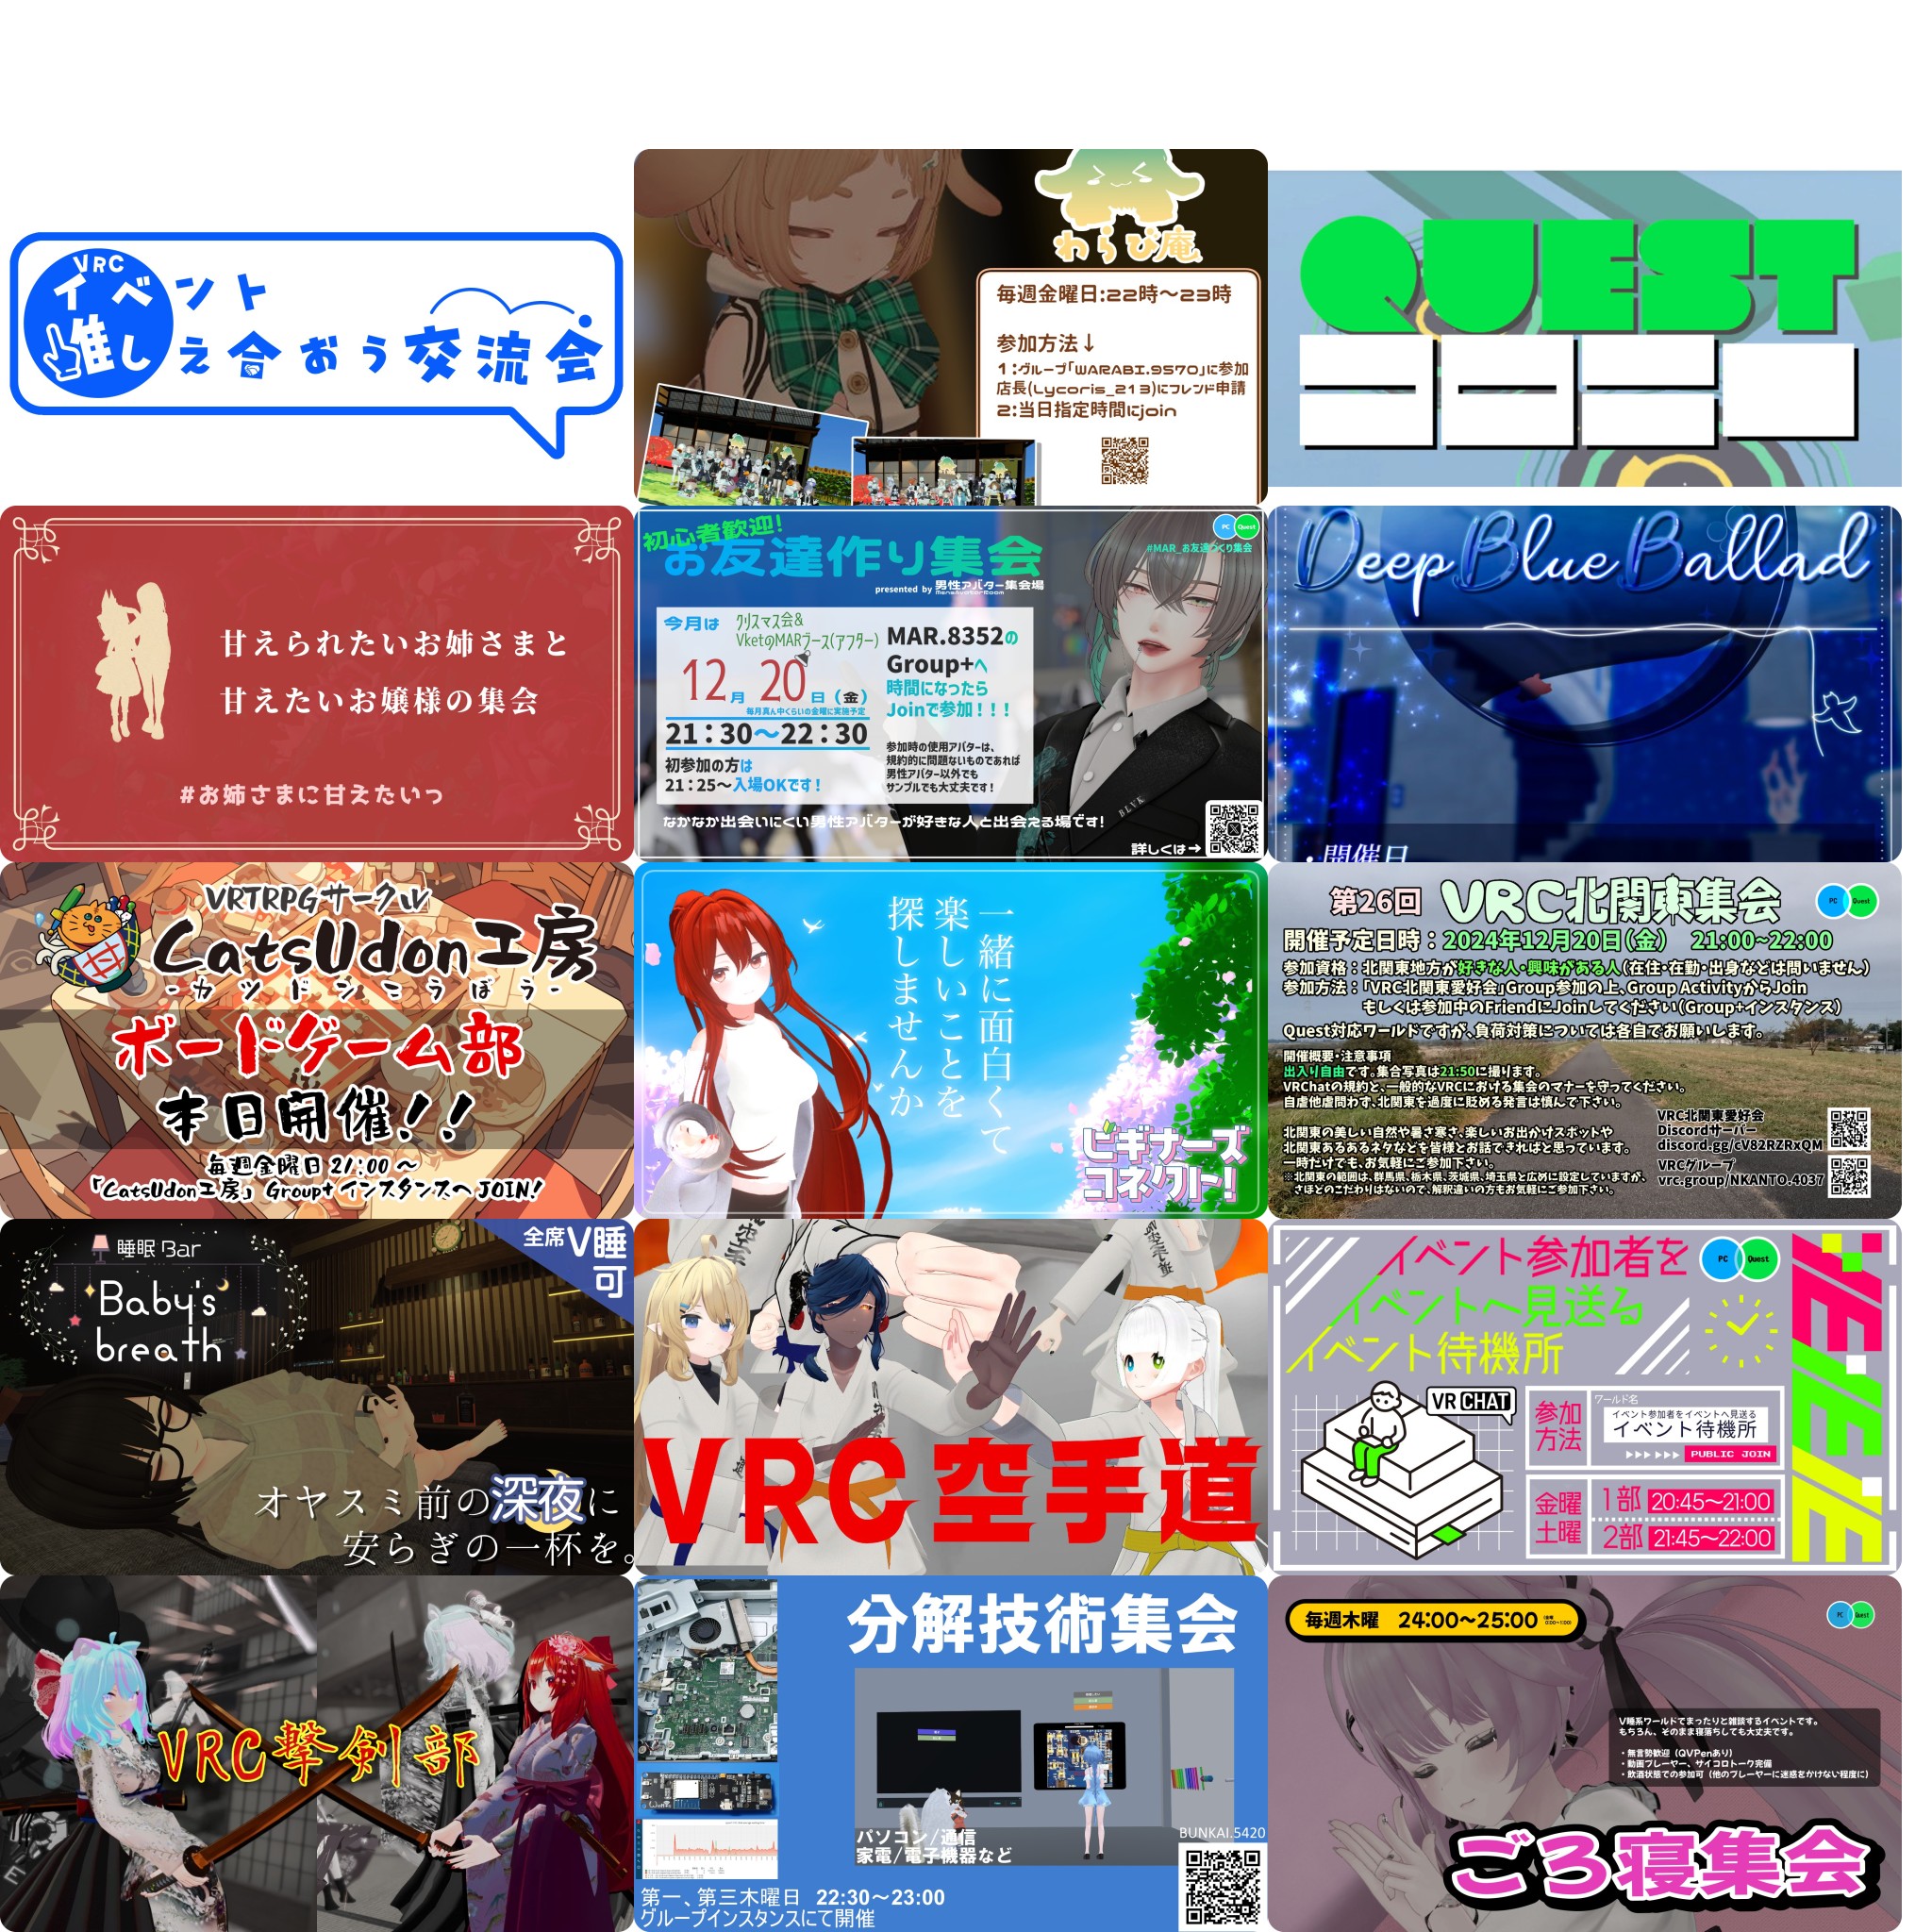 VRC
イベント
推し え合おう交流会
わらび庵
毎週金曜日:22時〜23時
参加方法↓
1:グループ「WARABI.9570」に参加
店長(Lycoris_213)にフレンド申請
2:当日指定時間にjoin
QUEST
コロニー
甘えられたいお姉さまと
甘えたいお嬢様の集会
#お姉さまに甘えたいっ
初心者歓迎!
お友達作り集会
PC Quest
#MAR_お友達づくり集会
presented by 男性アバター集会場
MensAvatarRoom
今月は クリスマス会&
VketのMARブース(アフター)
12月20日(金)
毎月真ん中くらいの金曜に実施予定
21:30〜22:30
初参加の方は
21:25〜入場OKです!
MAR.8352の
Group+へ
時間になったら
Joinで参加!!!
参加時の使用アバターは、
規約的に問題ないものであれば
男性アバター以外でも
サンプルでも大丈夫です!
BLVK
なかなか出会いにくい男性アバターが好きな人と出会える場です!
詳しくは→
Deep Blue Ballad
・開催日
VRTRPGサークル
CatsUdon工房
-カツドンこうぼう-
ボードゲーム部
本日開催!!
毎週金曜日 21:00 〜
「CatsUdon工房」 Group+ インスタンスへ JOIN!
一緒に面白くて
楽しいことを
探しませんか
ビギナーズ
コネクト!
第26回 VRC北関東集会
PC Quest
開催予定日時:2024年12月20日(金) 21:00~22:00
参加資格:北関東地方が好きな人・興味がある人(在住・在勤・出身などは問いません)
参加方法:「VRC北関東愛好会」Group参加の上、Group ActivityからJoin
もしくは参加中のFriendにJoinしてください(Group+インスタンス)
Quest対応ワールドですが、負荷対策については各自でお願いします。
開催概要・注意事項
出入り自由です。集合写真は21:50に撮ります。
VRChatの規約と、一般的なVRCにおける集会のマナーを守ってください。
自虐他虐問わず、北関東を過度に貶める発言は慎んで下さい。
北関東の美しい自然や暑さ寒さ、楽しいお出かけスポットや
北関東あるあるネタなどを皆様とお話できればと思っています。
一時だけでも、お気軽にご参加下さい。
※北関東の範囲は、群馬県、栃木県、茨城県、埼玉県と広めに設定していますが、
さほどのこだわりはないので、解釈違いの方もお気軽にご参加下さい。
VRC北関東愛好会
Discordサーバー
discord.gg/cV82RZRxQM
VRCグループ
vrc.group/NKANTO.4037
睡眠 Bar
Baby's
breath
全席V睡
可
オヤスミ前の深夜に
安らぎの一杯を。
VRC空手道
イベント参加者を
イベントへ見送る
イベント待機所
PC Quest
VRCHAT
参加
方法
ワールド名
イベント参加者をイベントへ見送る
イベント待機所
PUBLIC JOIN
金曜
土曜
1部 20:45〜21:00
2部 21:45〜22:00
VRC撃剣部
分解技術集会
パソコン/通信
家電/電子機器など
BUNKAI.5420
第一、第三木曜日 22:30〜23:00
グループインスタンスにて開催
毎週木曜 24:00〜25:00
PC Quest
V睡系ワールドでまったりと雑談するイベントです。
もちろん、そのまま寝落ちしても大丈夫です。
・無言勢歓迎(QVPenあり)
・動画プレーヤー、サイコロトーク完備
・飲酒状態での参加可(他のプレーヤーに迷惑をかけない程度に)
ごろ寝集会